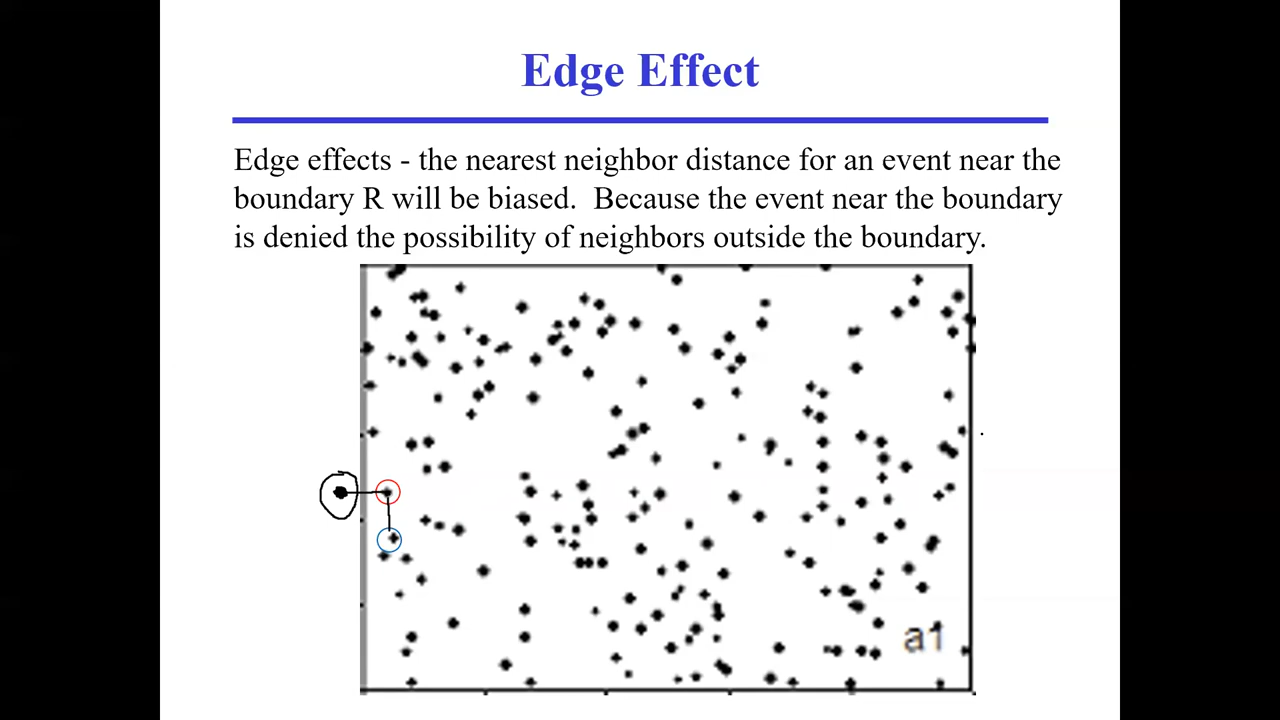 Edge Effect
Edge effects - the nearest neighbor distance for an event near the
boundary R will be biased.  Because the event near the boundary
is denied the possibility of neighbors outside the boundary.
a1